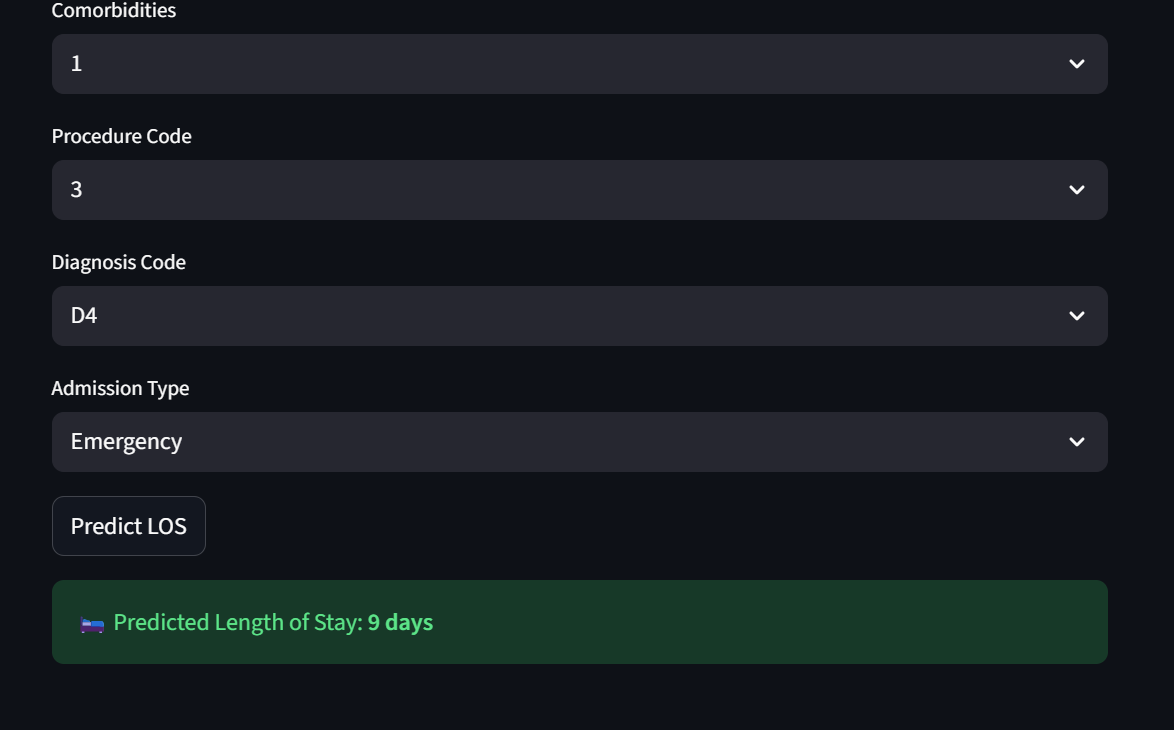 Comorbidities
1
Procedure Code
3
Diagnosis Code
D4
Admission Type
Emergency
Predict LOS
Predicted Length of Stay: 9 days